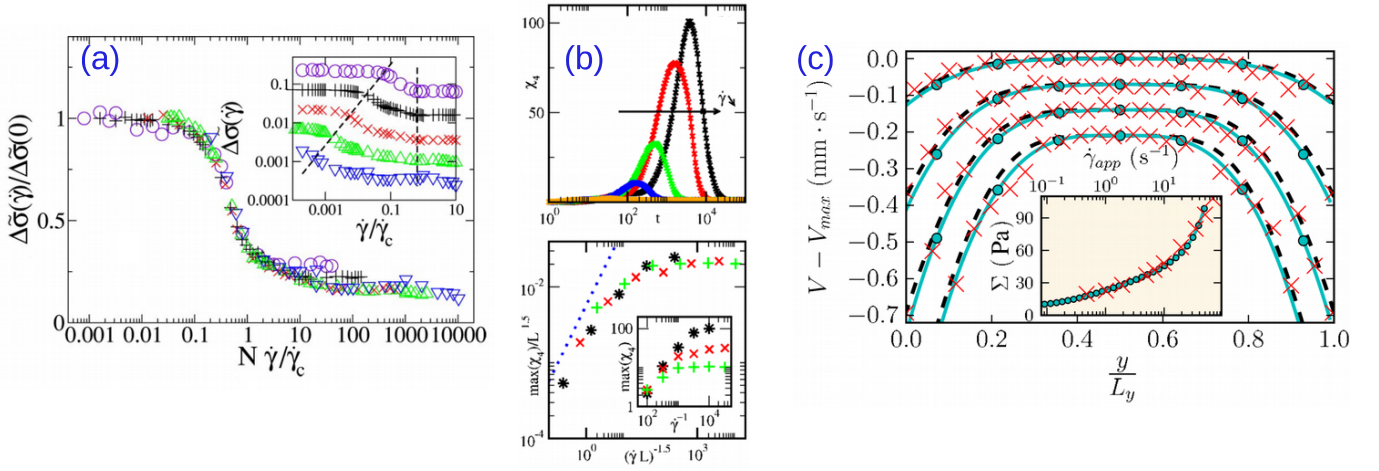 (a)
Δσ̃(γ̇)/Δσ̃(0)
1
0.5
0
0.001 0.01 0.1 1 10 100 1000 10000
N γ̇/γ̇c
Δσ(γ̇)
0.1
0.01
0.001
0.0001
0.001 0.1 10
γ̇/γ̇c
(b)
χ4
100
50
γ̇
10^0 10^2 t 10^4
max(χ4)/L^1.5
10^-2
10^-4
10^0 10^3
(γ̇ L)^-1.5
max(χ4)
100
1
10^2 10^4
γ̇^-1
(c)
V − Vmax (mm · s^−1)
0.0
−0.1
−0.2
−0.3
−0.4
−0.5
−0.6
−0.7
0.0 0.2 0.4 0.6 0.8 1.0
y
Ly
γ̇app (s^−1)
10^−1 10^0 10^1
Σ (Pa)
90
60
30
0